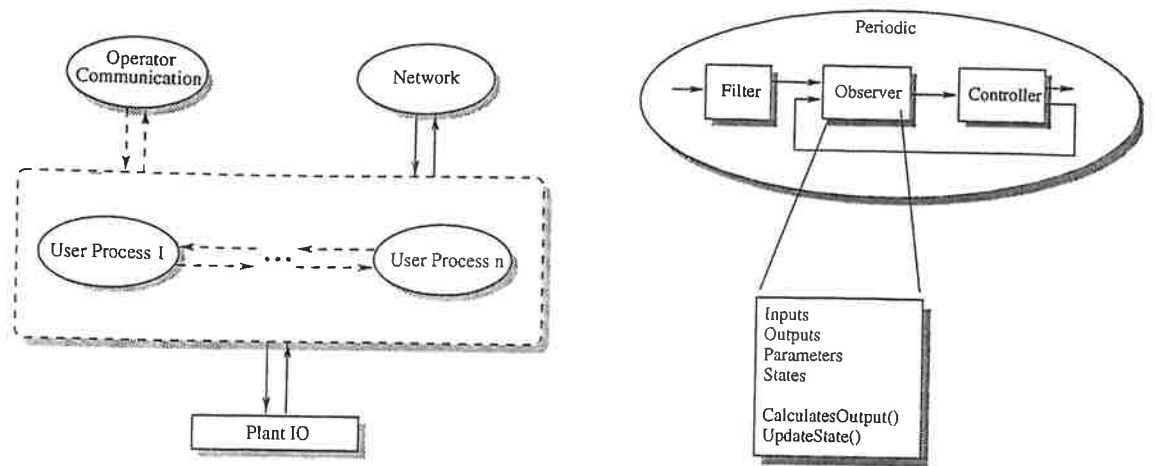 Operator
Communication
Network
User Process 1
...
User Process n
Plant IO
Periodic
Filter
Observer
Controller
Inputs
Outputs
Parameters
States
CalculatesOutput()
UpdateState()